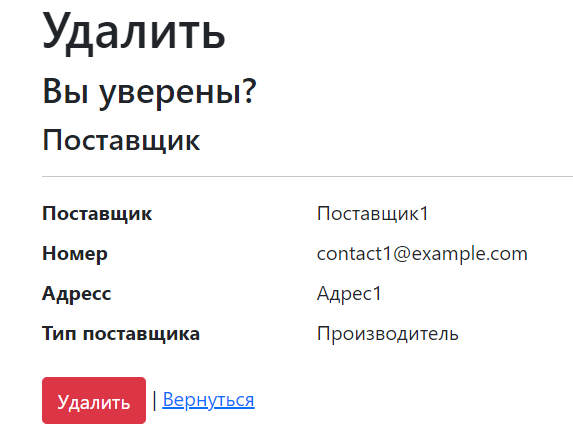 Удалить
Вы уверены?
Поставщик
Поставщик Поставщик1
Номер contact1@example.com
Адресс Адрес1
Тип поставщика Производитель
Удалить | Вернуться